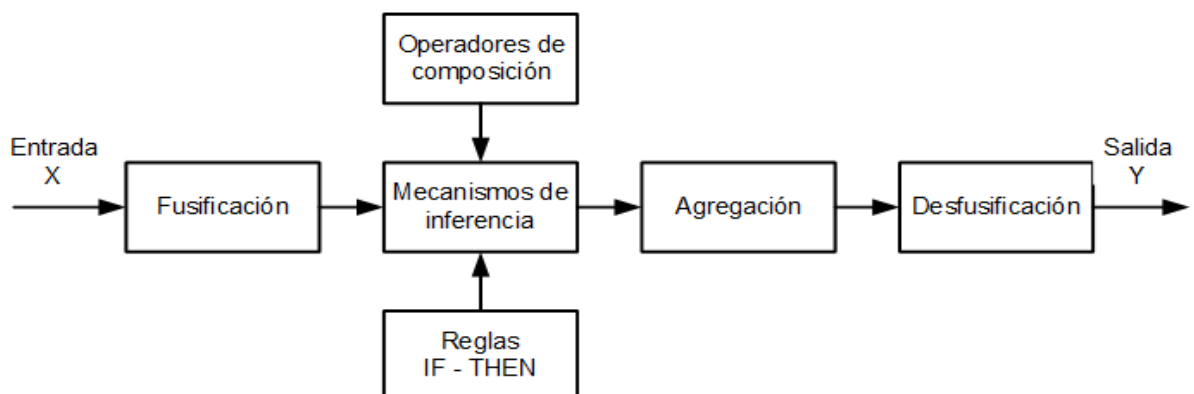 Operadores de
composición
Entrada
X
Fusificación
Mecanismos de
inferencia
Agregación
Desfusificación
Salida
Y
Reglas
IF - THEN